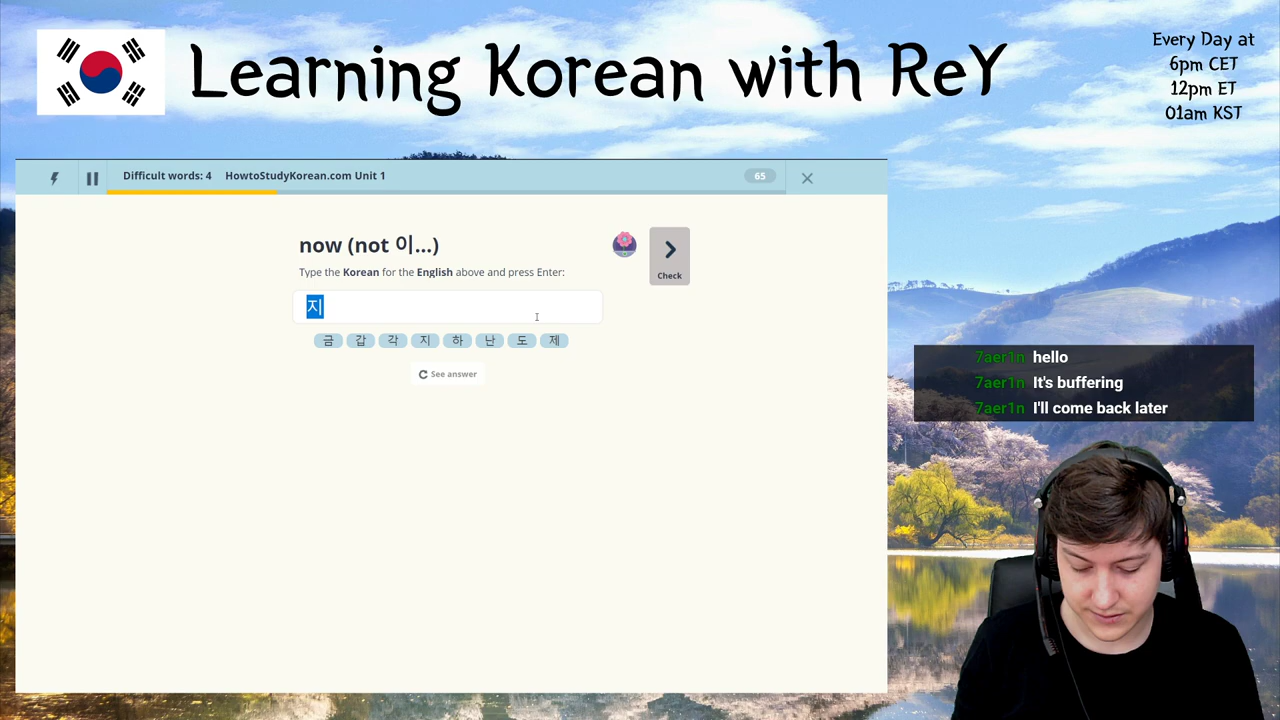 Learning Korean with ReY
Every Day at
6pm CET
12pm ET
01am KST
Difficult words: 4 HowtoStudyKorean.com Unit 1
65
now (not 이...)
Type the Korean for the English above and press Enter:
Check
지
금 갑 각 지 하 난 도 제
See answer
7aer1n hello
7aer1n It's buffering
7aer1n I'll come back later